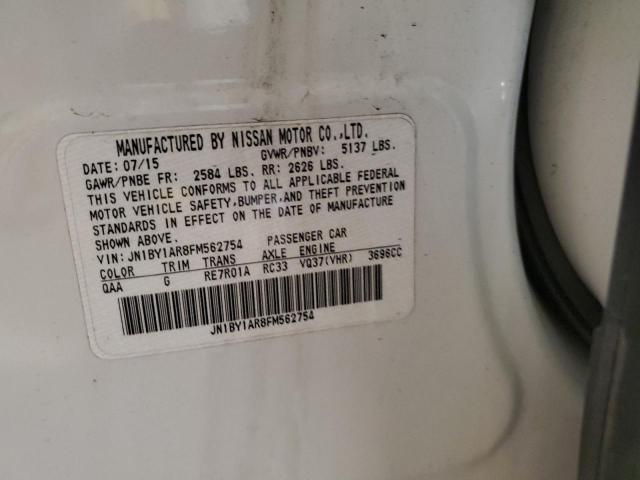 MANUFACTURED BY NISSAN MOTOR CO.,LTD.
DATE: 07/15 GVWR/PNBV: 5137 LBS.
GAWR/PNBE FR: 2584 LBS. RR: 2626 LBS.
THIS VEHICLE CONFORMS TO ALL APPLICABLE FEDERAL
MOTOR VEHICLE SAFETY, BUMPER, AND THEFT PREVENTION
STANDARDS IN EFFECT ON THE DATE OF MANUFACTURE
SHOWN ABOVE.
VIN: JN1BY1AR8FM562754 PASSENGER CAR
COLOR TRIM TRANS AXLE ENGINE
QAA G RE7R01A RC33 VQ37(VHR) 3696CC
JN1BY1AR8FM562754